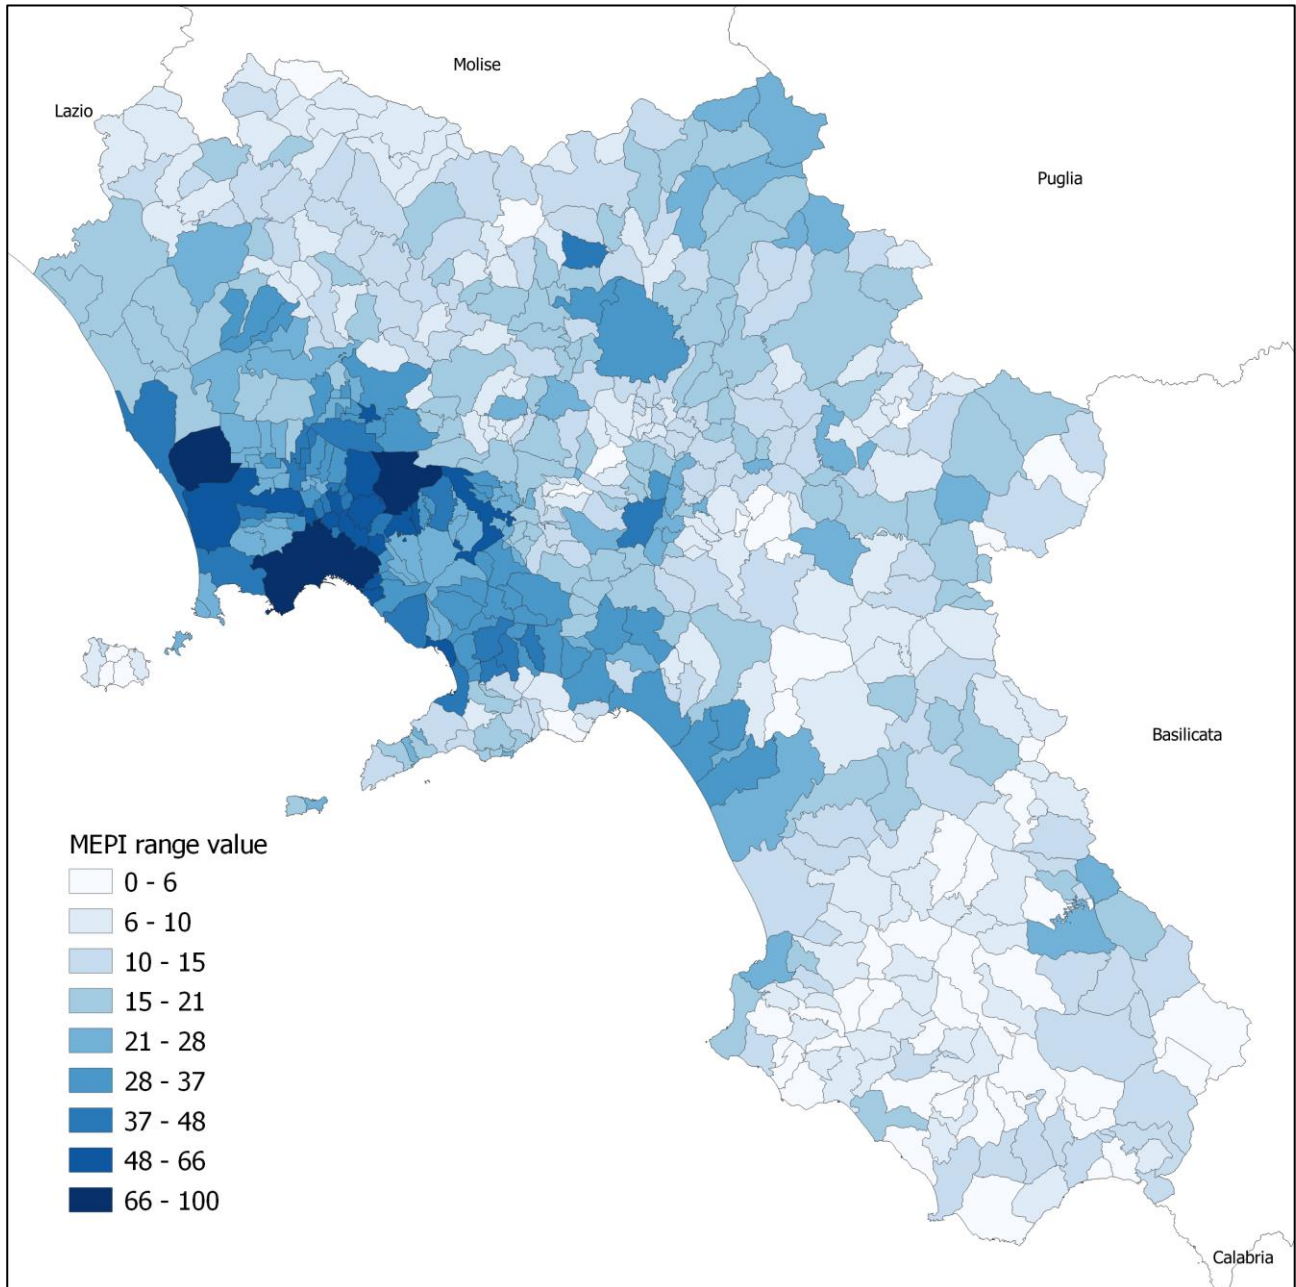 Molise
Lazio
Puglia
Basilicata
MEPI range value
0 - 6
6 - 10
10 - 15
15 - 21
21 - 28
28 - 37
37 - 48
48 - 66
66 - 100
Calabria